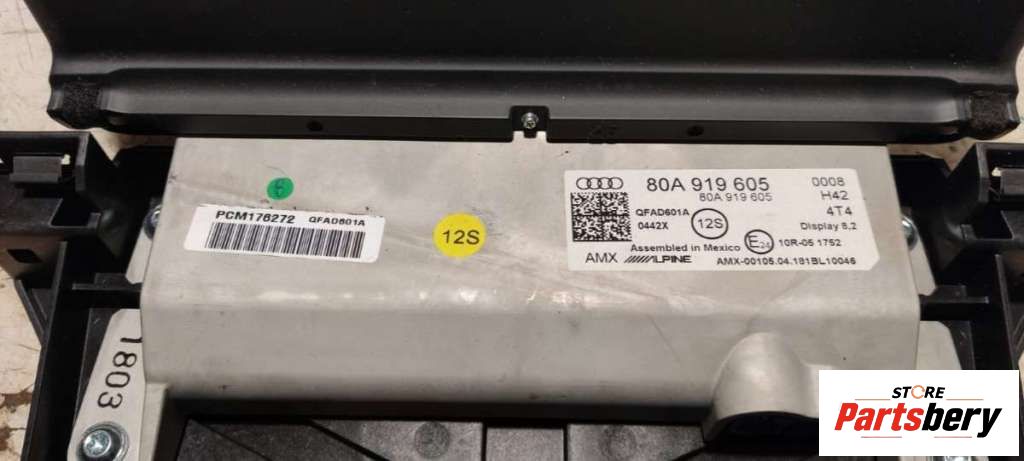 PCM176272 QFAD601A
12S
80A 919 605
0008
80A 919 605
H42
QFAD601A
12S
4T4
0442X
Display 8,2
E24
10R-05 1752
Assembled in Mexico
AMX ALPINE
AMX-00105.04.181BL10046
1803
STORE
Partsbery